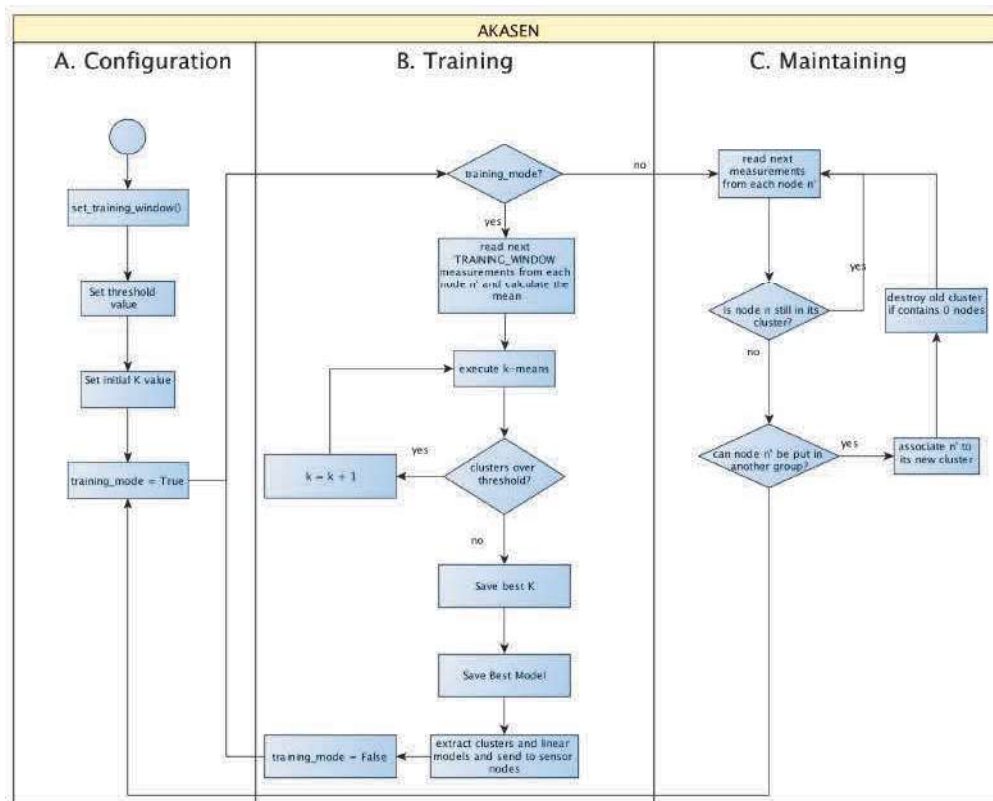 AKASEN
A. Configuration
B. Training
C. Maintaining
set_training_window()
Set threshold
value
Set initial K value
training_mode = True
training_mode?
no
yes
read next
TRAINING_WINDOW
measurements from each
node n' and calculate the
mean
execute k-means
clusters over
threshold?
yes
k = k + 1
no
Save best K
Save Best Model
extract clusters and linear
models and send to sensor
nodes
training_mode = False
read next
measurements
from each node n'
yes
Is node n still in its
cluster?
no
destroy old cluster
if contains 0 nodes
can node n' be put in
another group?
yes
associate n' to
its new cluster